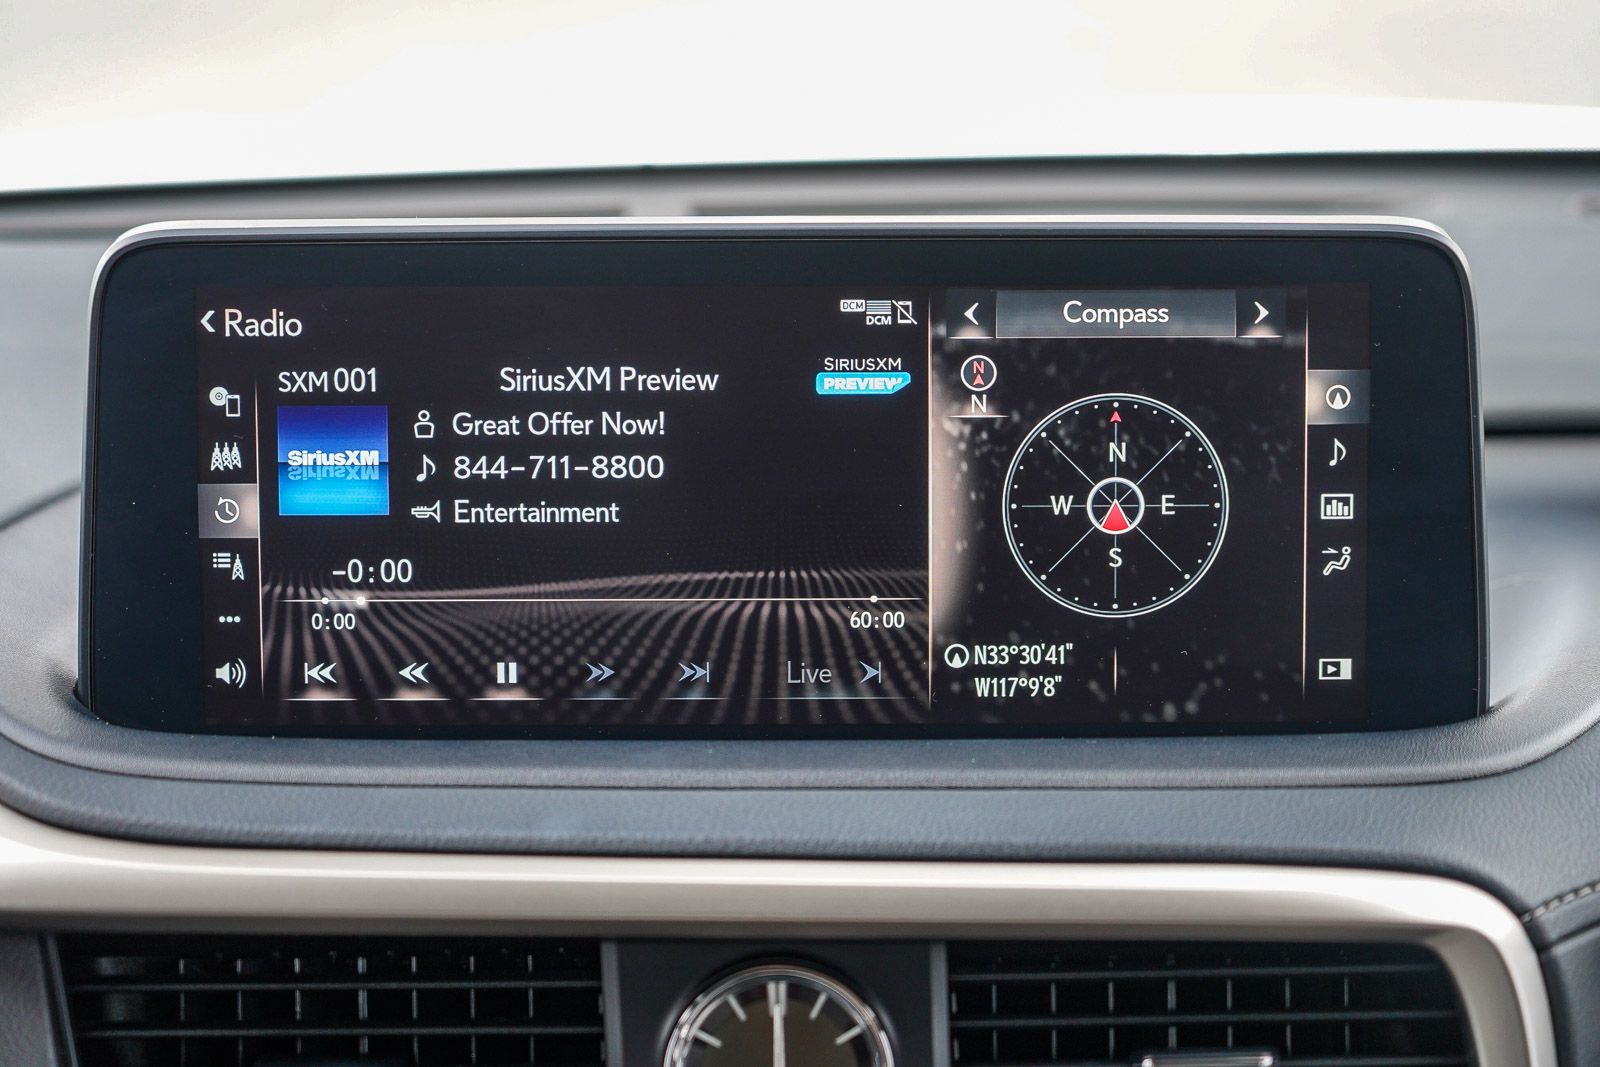 Radio
DCM
DCM
SXM 001
SiriusXM Preview
SIRIUSXM
PREVIEW
SiriusXM
Great Offer Now!
844-711-8800
Entertainment
-0:00
0:00
60:00
Live
Compass
N
N
N
W
E
S
N33°30'41"
W117°9'8"